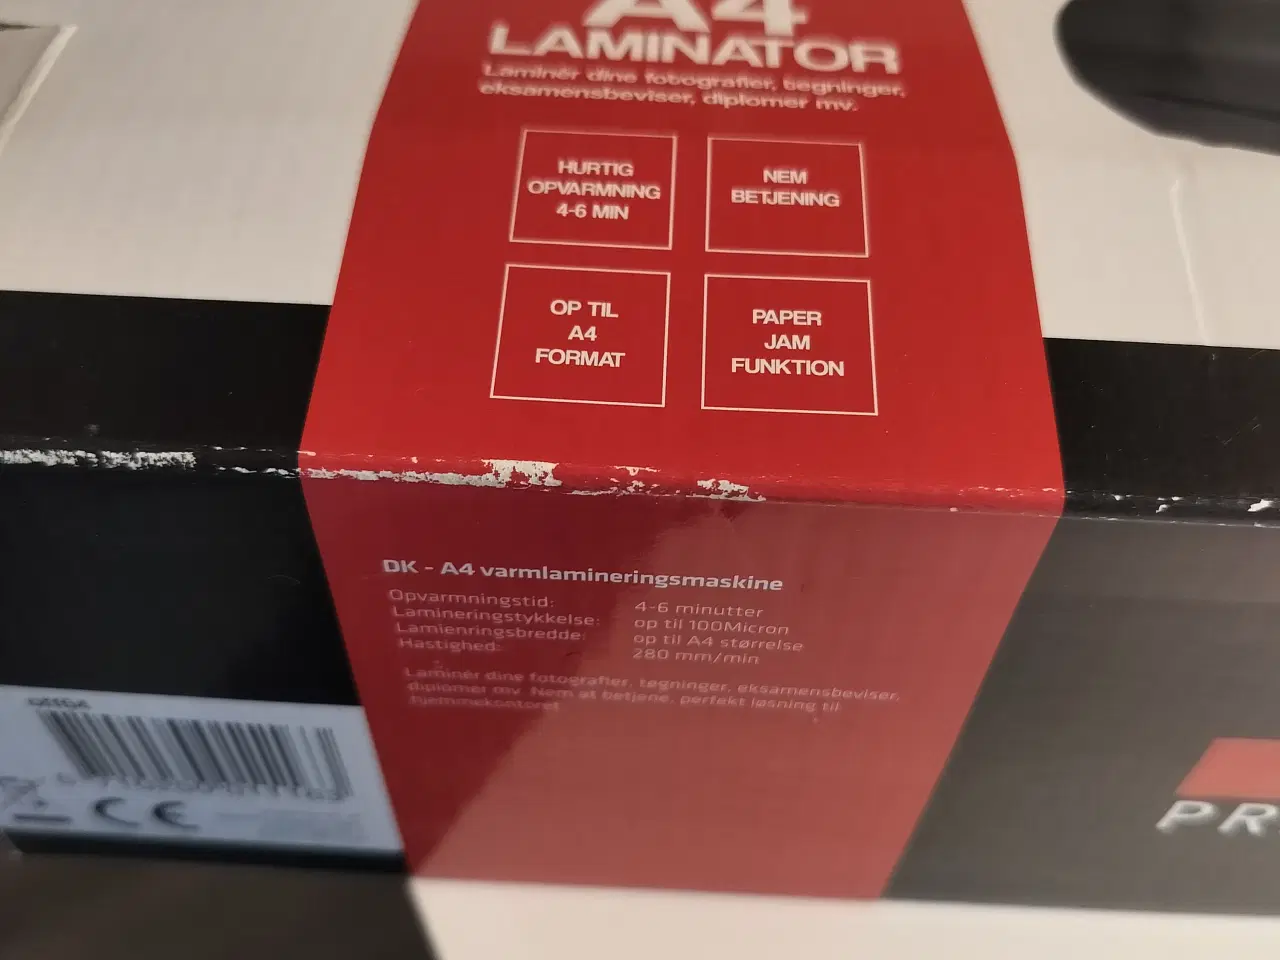 A4
LAMINATOR
Laminér dine fotografier, tegninger,
eksamensbeviser, diplomer mv.
HURTIG
OPVARMNING
4-6 MIN
NEM
BETJENING
OP TIL
A4
FORMAT
PAPER
JAM
FUNKTION
DK - A4 varmlamineringsmaskine
Opvarmningstid: 4-6 minutter
Lamineringstykkelse: op til 100Micron
Lamienringsbredde: op til A4 størrelse
Hastighed: 280 mm/min
Laminér dine fotografier, tegninger, eksamensbeviser,
diplomer mv. Nem at betjene, perfekt løsning til
hjemmekontoret
CE
PR